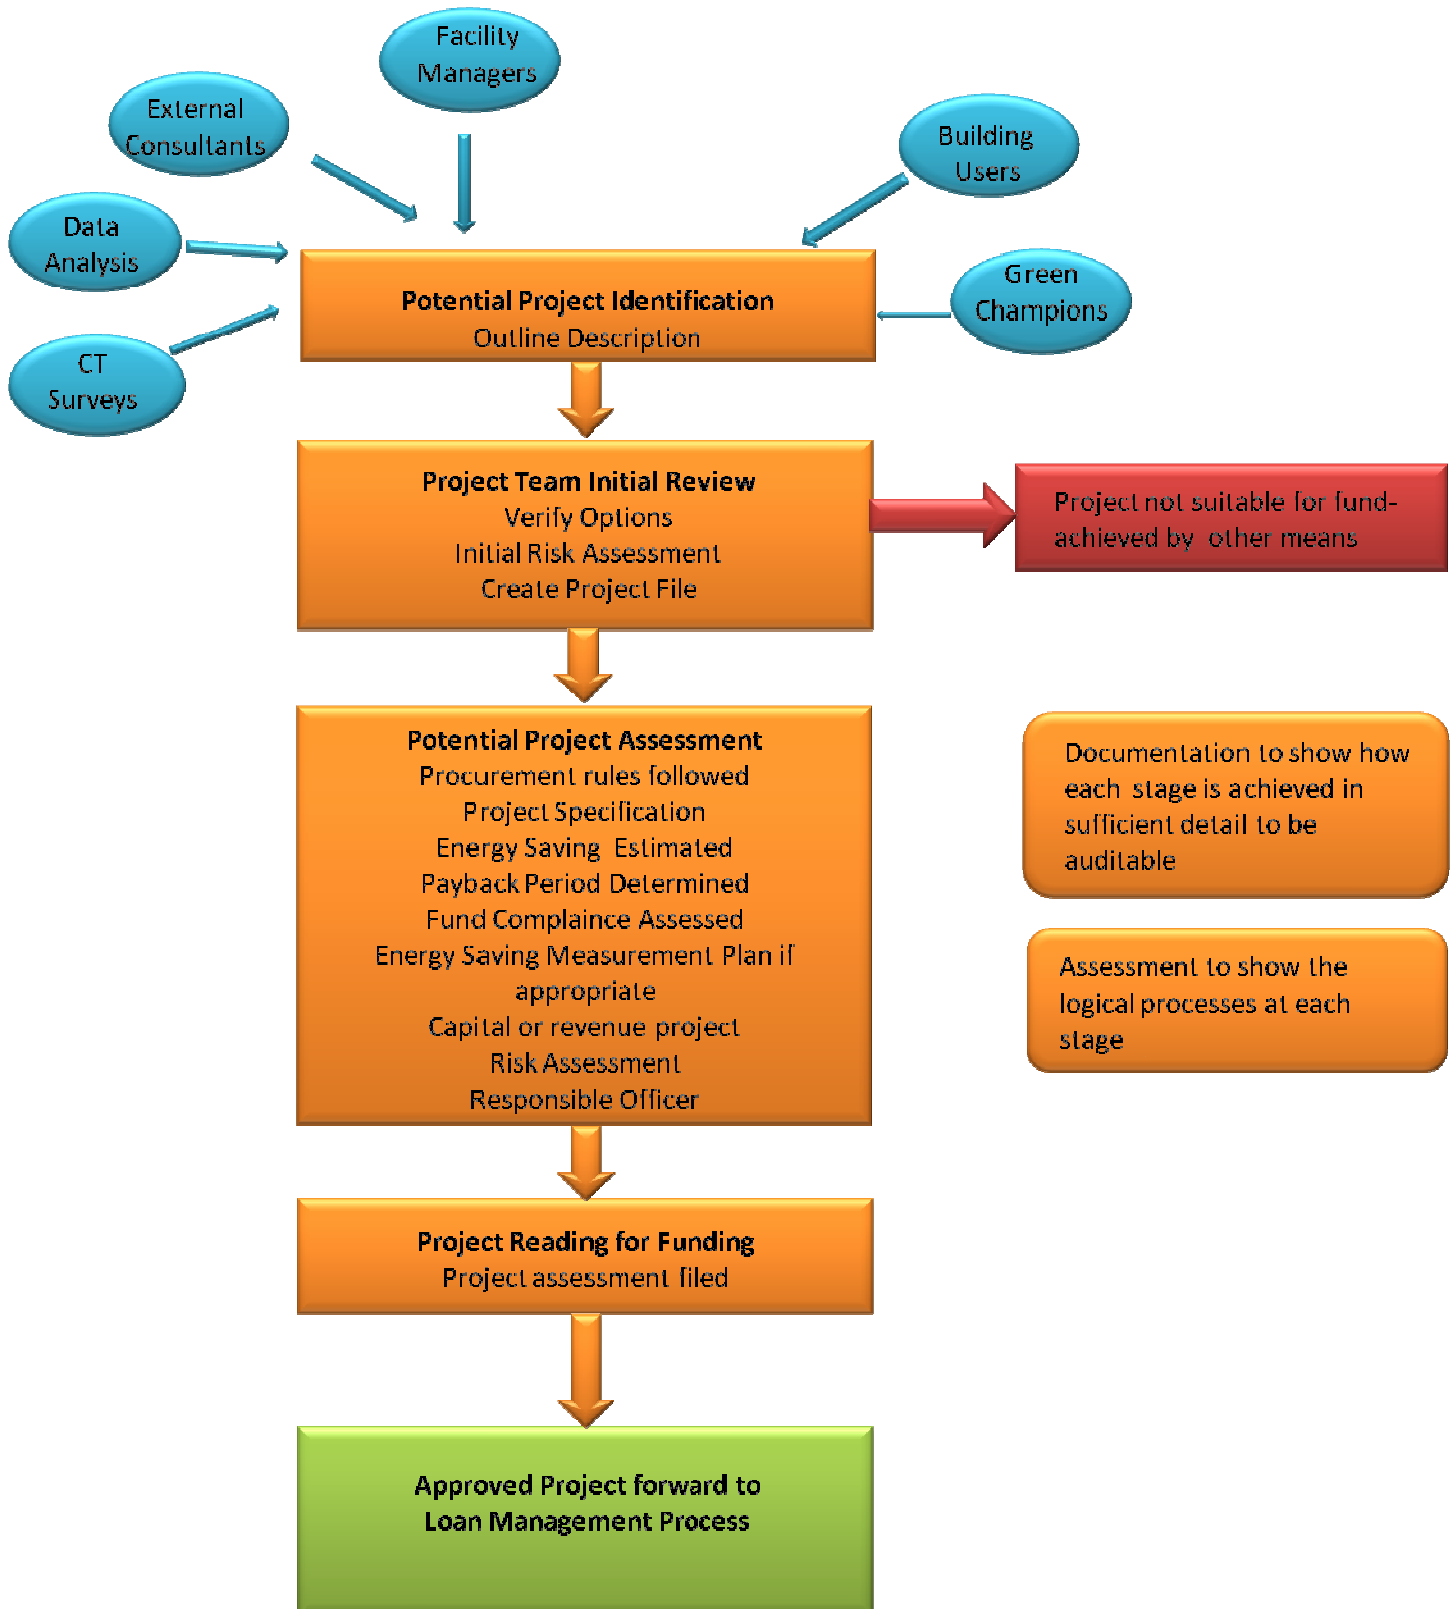 Facility
Managers
External
Consultants
Building
Users
Data
Analysis
Green
Champions
CT
Surveys
Potential Project Identification
Outline Description
Project Team Initial Review
Verify Options
Initial Risk Assessment
Create Project File
Project not suitable for fund-
achieved by other means
Potential Project Assessment
Procurement rules followed
Project Specification
Energy Saving Estimated
Payback Period Determined
Fund Complaince Assessed
Energy Saving Measurement Plan if
appropriate
Capital or revenue project
Risk Assessment
Responsible Officer
Documentation to show how
each stage is achieved in
sufficient detail to be
auditable
Assessment to show the
logical processes at each
stage
Project Reading for Funding
Project assessment filed
Approved Project forward to
Loan Management Process